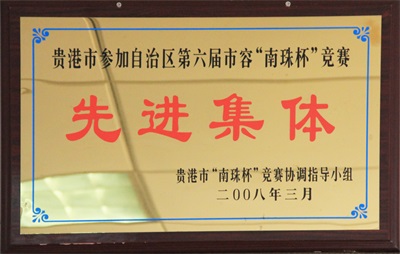 贵港市参加自治区第六届市容“南珠杯”竞赛
先进集体
贵港市“南珠杯”竞赛协调指导小组
二00八年三月